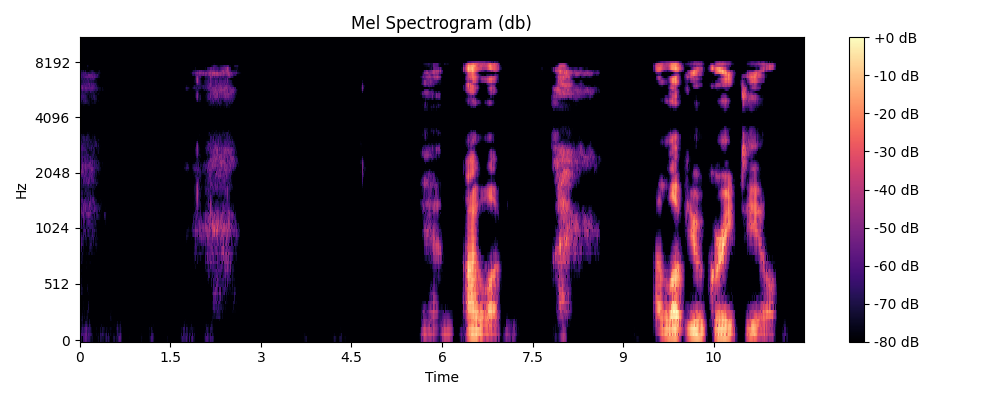 Mel Spectrogram (db)
8192
4096
2048
1024
512
0
Hz
0 1.5 3 4.5 6 7.5 9 10
Time
+0 dB
-10 dB
-20 dB
-30 dB
-40 dB
-50 dB
-60 dB
-70 dB
-80 dB